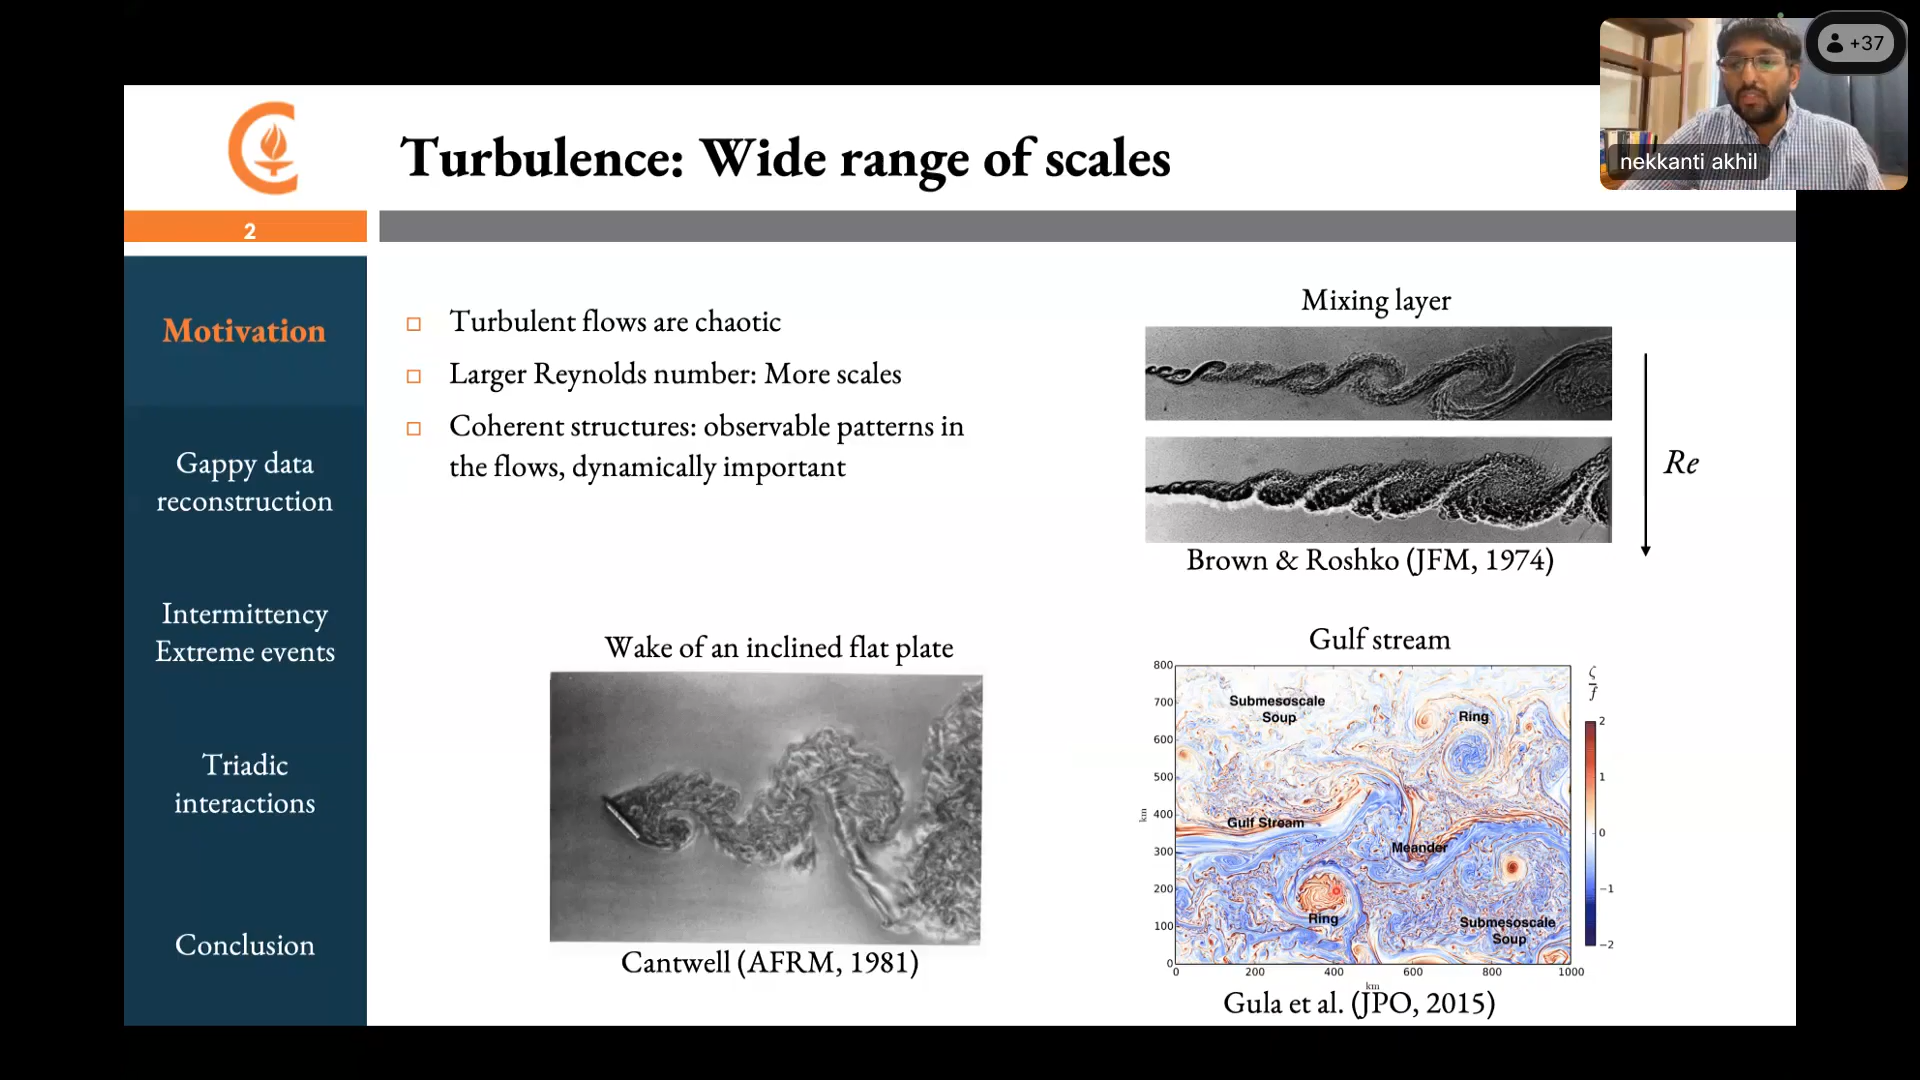 +37
nekkanti akhil
Turbulence: Wide range of scales
2
Motivation
Gappy data
reconstruction
Intermittency
Extreme events
Triadic
interactions
Conclusion
Turbulent flows are chaotic
Larger Reynolds number: More scales
Coherent structures: observable patterns in
the flows, dynamically important
Mixing layer
Re
Brown & Roshko (JFM, 1974)
Wake of an inclined flat plate
Cantwell (AFRM, 1981)
Gulf stream
800
700
600
500
400
300
200
100
0
km
Submesoscale
Soup
Ring
Gulf Stream
Meander
Ring
Submesoscale
Soup
0 200 400 600 800 1000
km
ζ
f
2
1
0
−1
−2
Gula et al. (JPO, 2015)